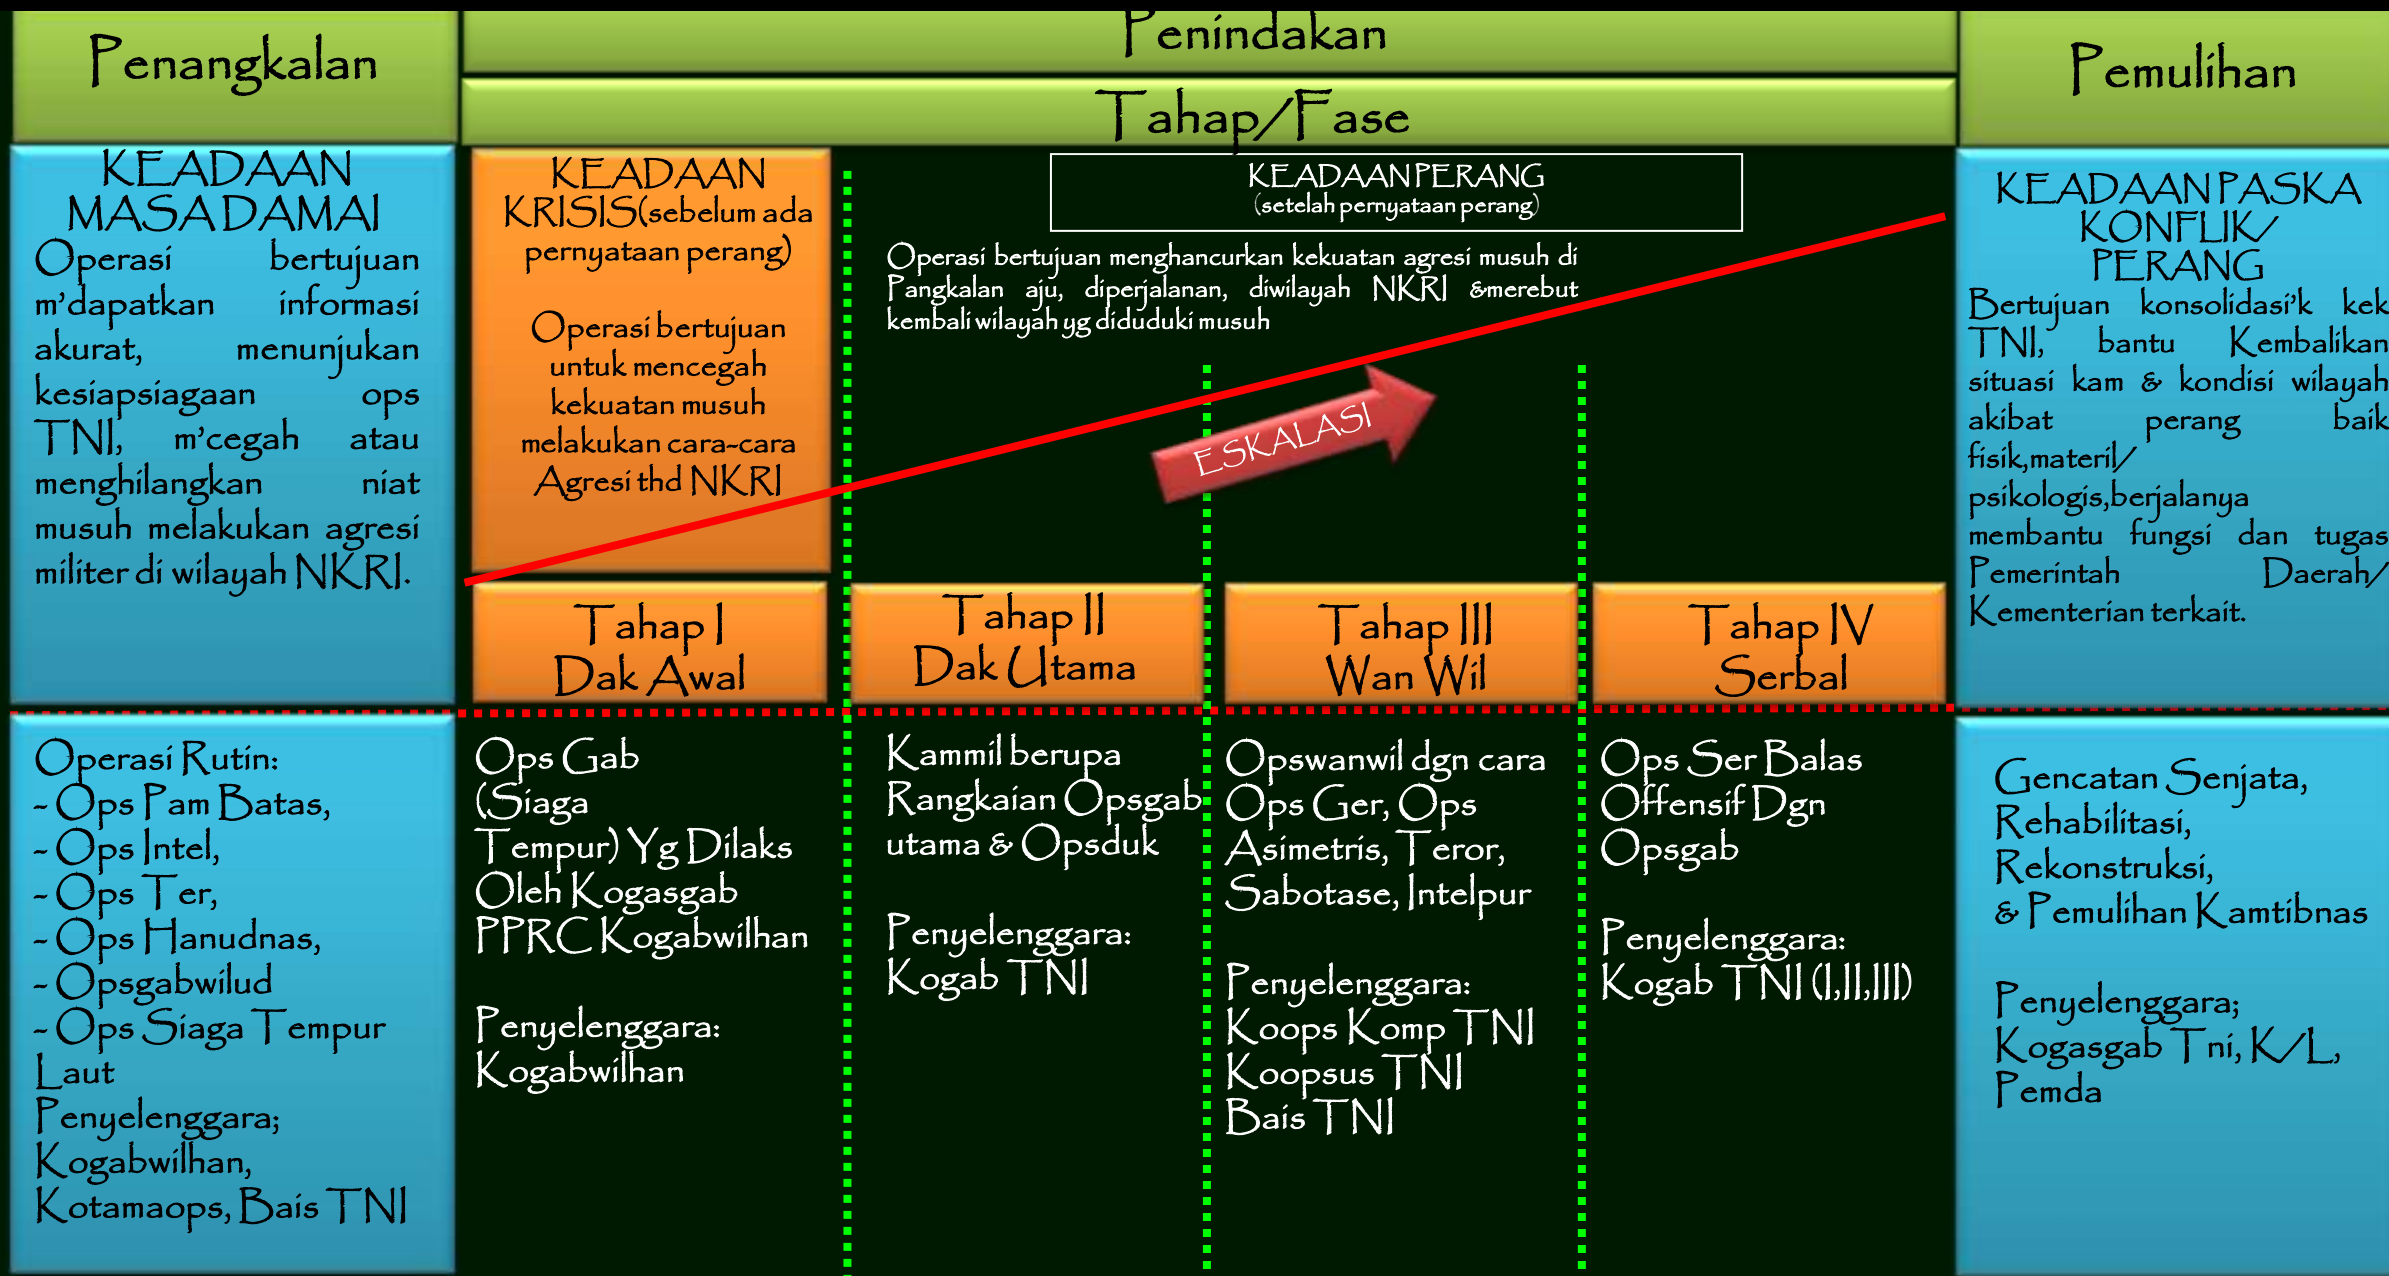 Penangkalan
Penindakan
Pemulihan
Tahap/Fase
KEADAAN
MASA DAMAI
Operasi bertujuan
m'dapatkan informasi
akurat, menunjukan
kesiapsiagaan ops
TNI, m'cegah atau
menghilangkan niat
musuh melakukan agresi
militer di wilayah NKRI.
KEADAAN
KRISIS(sebelum ada
pernyataan perang)
Operasi bertujuan
untuk mencegah
kekuatan musuh
melakukan cara-cara
Agresi thd NKRI
KEADAAN PERANG
(setelah pernyataan perang)
Operasi bertujuan menghancurkan kekuatan agresi musuh di
Pangkalan aju, diperjalanan, diwilayah NKRI &merebut
kembali wilayah yg diduduki musuh
ESKALASI
KEADAAN PASKA
KONFLIK/
PERANG
Bertujuan konsolidasi'k kek
TNI, bantu Kembalikan
situasi kam & kondisi wilayah
akibat perang baik
fisik,materil/
psikologis,berjalanya
membantu fungsi dan tugas
Pemerintah Daerah/
Kementerian terkait.
Tahap I
Dak Awal
Tahap II
Dak Utama
Tahap III
Wan Wil
Tahap IV
Serbal
Operasi Rutin:
- Ops Pam Batas,
- Ops Intel,
- Ops Ter,
- Ops Hanudnas,
- Opsgabwilud
- Ops Siaga Tempur
Laut
Penyelenggara;
Kogabwilhan,
Kotamaops, Bais TNI
Ops Gab
(Siaga
Tempur) Yg Dilaks
Oleh Kogasgab
PPRC Kogabwilhan
Penyelenggara:
Kogabwilhan
Kammil berupa
Rangkaian Opsgab
utama & Opsduk
Penyelenggara:
Kogab TNI
Opswanwil dgn cara
Ops Ger, Ops
Asimetris, Teror,
Sabotase, Intelpur
Penyelenggara:
Koops Komp TNI
Koopsus TNI
Bais TNI
Ops Ser Balas
Offensif Dgn
Opsgab
Penyelenggara:
Kogab TNI (I,II,III)
Gencatan Senjata,
Rehabilitasi,
Rekonstruksi,
& Pemulihan Kamtibnas
Penyelenggara;
Kogasgab Tni, K/L,
Pemda